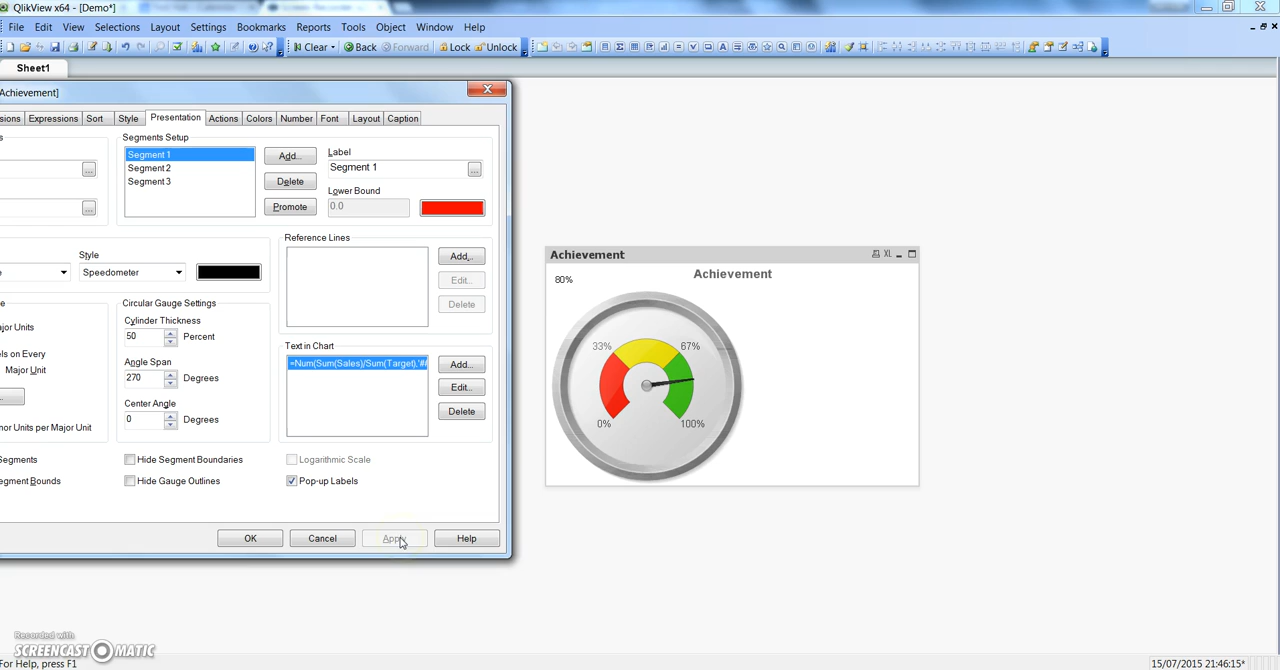 QlikView x64 - [Demo*]
File Edit View Selections Layout Settings Bookmarks Reports Tools Object Window Help
Clear Back Forward Lock Unlock
Sheet1
Achievement]
sions Expressions Sort Style Presentation Actions Colors Number Font Layout Caption
Segments Setup
Segment 1
Segment 2
Segment 3
Add...
Delete
Promote
Label
Segment 1
...
Lower Bound
0.0
...
...
Style
Speedometer
Reference Lines
Add...
Edit...
Delete
Circular Gauge Settings
Cylinder Thickness
50 Percent
Angle Span
270 Degrees
Center Angle
0 Degrees
ajor Units
els on Every
Major Unit
nor Units per Major Unit
Text in Chart
=Num(Sum(Sales)/Sum(Target),'##
Add...
Edit...
Delete
Segments
egment Bounds
Hide Segment Boundaries
Hide Gauge Outlines
Logarithmic Scale
Pop-up Labels
OK Cancel Apply Help
Achievement
XL
80%
Achievement
33% 67%
0% 100%
Recorded with
SCREENCAST MATIC
For Help, press F1
15/07/2015 21:46:15*